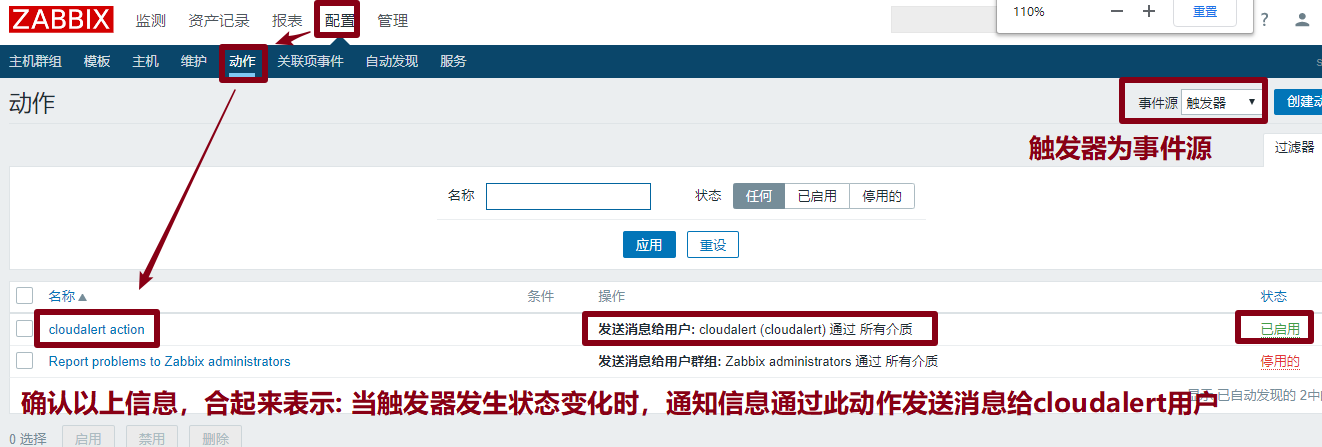 ZABBIX 监测 资产记录 报表 配置 管理 110% 重置 ?
主机群组 模板 主机 维护 动作 关联项事件 自动发现 服务
动作 事件源 触发器 创建动
触发器为事件源 过滤器
名称 状态 任何 已启用 停用的
应用 重设
名称 条件 操作 状态
cloudalert action 发送消息给用户: cloudalert (cloudalert) 通过 所有介质 已启用
Report problems to Zabbix administrators 发送消息给用户群组: Zabbix administrators 通过 所有介质 停用的
显示 已自动发现的 2中
确认以上信息，合起来表示: 当触发器发生状态变化时，通知信息通过此动作发送消息给cloudalert用户
0 选择 启用 禁用 删除